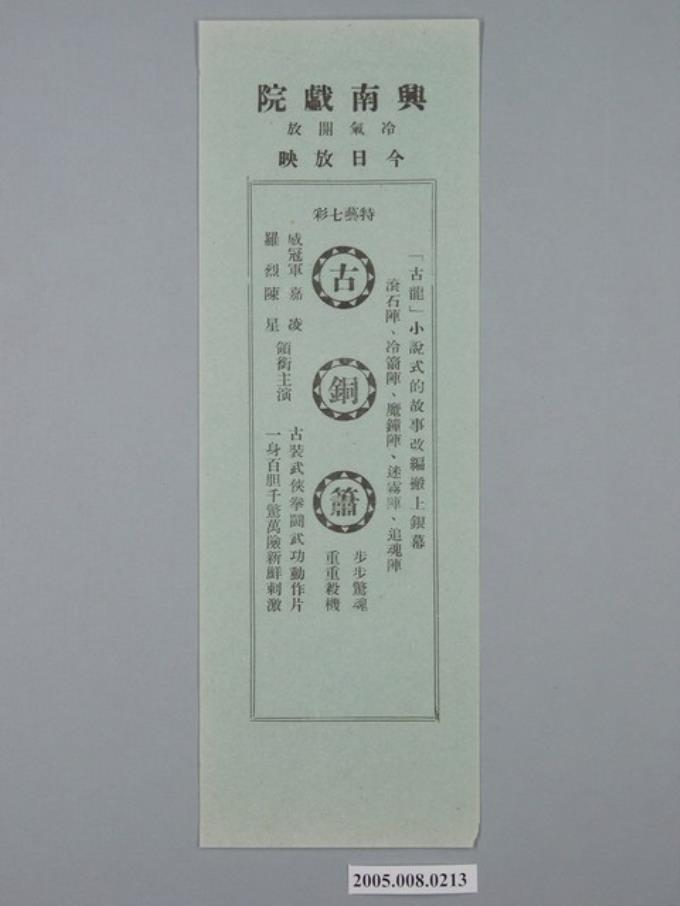 興南戲院
冷氣開放
今日放映
特藝七彩
「古龍」小說式的故事改編搬上銀幕
滾石陣、冷箭陣、魔鐘陣、迷霧陣、追魂陣
古銅簫
步步驚魂
重重殺機
威冠軍 嘉凌
羅烈 陳星
領銜主演
古裝武俠拳鬪武功動作片
一身百胆千驚萬險新鮮刺激
2005.008.0213